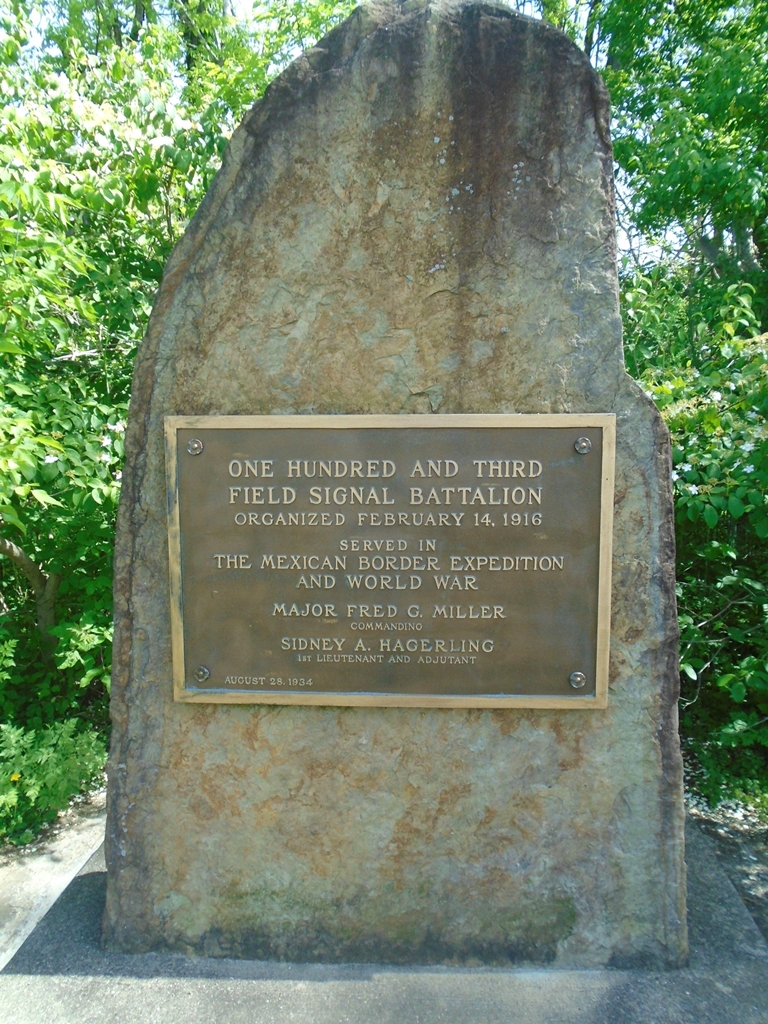 ONE HUNDRED AND THIRD
FIELD SIGNAL BATTALION
ORGANIZED FEBRUARY 14, 1916
SERVED IN
THE MEXICAN BORDER EXPEDITION
AND WORLD WAR
MAJOR FRED G. MILLER
COMMANDING
SIDNEY A. HAGERLING
1ST LIEUTENANT AND ADJUTANT
AUGUST 28, 1934